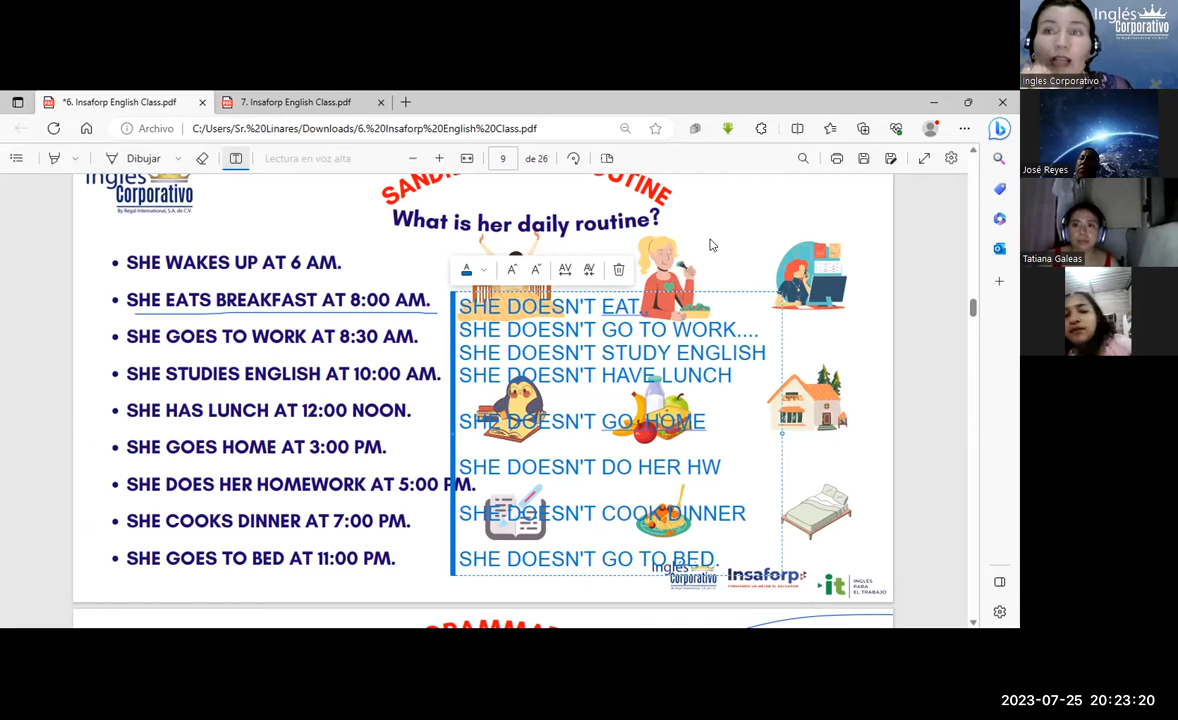 Inglés
Corporativo
Ingles Corporativo
José Reyes
Tatiana Galeas
*6. Insaforp English Class.pdf
7. Insaforp English Class.pdf
Archivo
C:/Users/Sr.%20Linares/Downloads/6.%20Insaforp%20English%20Class.pdf
Dibujar
Lectura en voz alta
9
de 26
Inglés
Corporativo
By Regal International, S.A. de C.V.
What is her daily routine?
• SHE WAKES UP AT 6 AM.
• SHE EATS BREAKFAST AT 8:00 AM.
• SHE GOES TO WORK AT 8:30 AM.
• SHE STUDIES ENGLISH AT 10:00 AM.
• SHE HAS LUNCH AT 12:00 NOON.
• SHE GOES HOME AT 3:00 PM.
• SHE DOES HER HOMEWORK AT 5:00 PM.
• SHE COOKS DINNER AT 7:00 PM.
• SHE GOES TO BED AT 11:00 PM.
SHE DOESN'T EAT
SHE DOESN'T GO TO WORK....
SHE DOESN'T STUDY ENGLISH
SHE DOESN'T HAVE LUNCH
SHE DOESN'T GO HOME
SHE DOESN'T DO HER HW
SHE DOESN'T COOK DINNER
SHE DOESN'T GO TO BED.
Inglés
Corporativo
Insaforp
it
INGLÉS
PARA
EL TRABAJO
2023-07-25 20:23:20